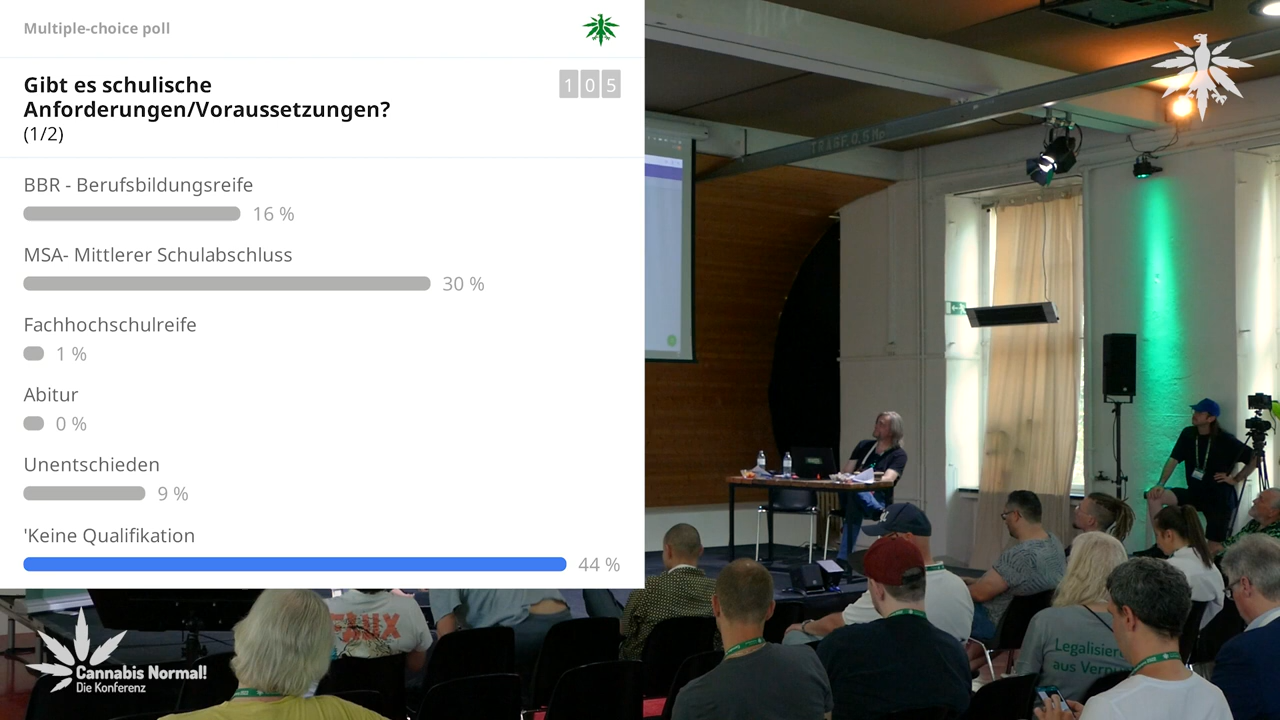 Multiple-choice poll
Gibt es schulische
Anforderungen/Voraussetzungen?
(1/2)
105
BBR - Berufsbildungsreife
16 %
MSA- Mittlerer Schulabschluss
30 %
Fachhochschulreife
1 %
Abitur
0 %
Unentschieden
9 %
'Keine Qualifikation
44 %
Cannabis Normal!
Die Konferenz
Legalisier
aus Vern